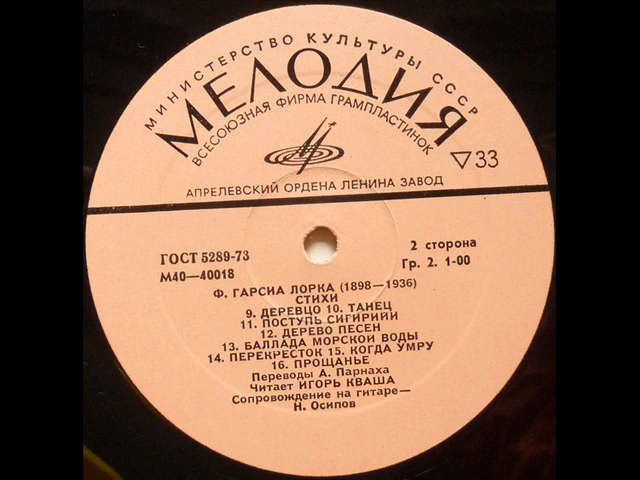 МИНИСТЕРСТВО КУЛЬТУРЫ СССР
МЕЛОДИЯ
ВСЕСОЮЗНАЯ ФИРМА ГРАМПЛАСТИНОК
▽33
АПРЕЛЕВСКИЙ ОРДЕНА ЛЕНИНА ЗАВОД
ГОСТ 5289-73
М40—40018
2 сторона
Гр. 2. 1-00
Ф. ГАРСИА ЛОРКА (1898—1936)
СТИХИ
9. ДЕРЕВЦО 10. ТАНЕЦ
11. ПОСТУПЬ СИГИРИЙИ
12. ДЕРЕВО ПЕСЕН
13. БАЛЛАДА МОРСКОЙ ВОДЫ
14. ПЕРЕКРЕСТОК 15. КОГДА УМРУ
16. ПРОЩАНЬЕ
Переводы А. Парнаха
Читает ИГОРЬ КВАША
Сопровождение на гитаре—
Н. Осипов